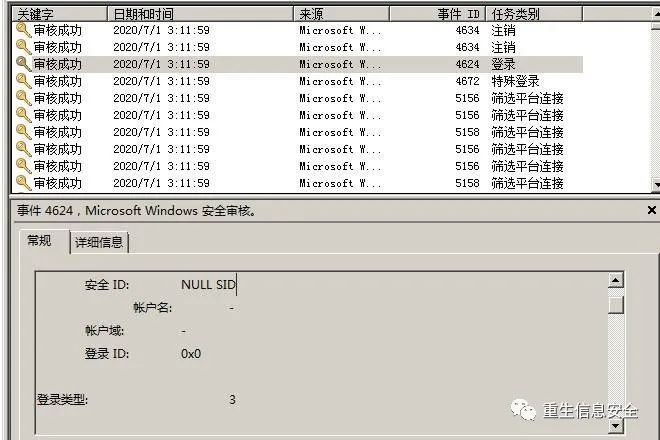 关键字 日期和时间 来源 事件 ID 任务类别
审核成功 2020/7/1 3:11:59 Microsoft W... 4634 注销
审核成功 2020/7/1 3:11:59 Microsoft W... 4634 注销
审核成功 2020/7/1 3:11:59 Microsoft W... 4624 登录
审核成功 2020/7/1 3:11:59 Microsoft W... 4672 特殊登录
审核成功 2020/7/1 3:11:59 Microsoft W... 5156 筛选平台连接
审核成功 2020/7/1 3:11:59 Microsoft W... 5156 筛选平台连接
审核成功 2020/7/1 3:11:59 Microsoft W... 5158 筛选平台连接
审核成功 2020/7/1 3:11:59 Microsoft W... 5156 筛选平台连接
审核成功 2020/7/1 3:11:59 Microsoft W... 5156 筛选平台连接
审核成功 2020/7/1 3:11:59 Microsoft W... 5158 筛选平台连接
事件 4624，Microsoft Windows 安全审核。
常规 详细信息
安全 ID: NULL SID
帐户名: -
帐户域: -
登录 ID: 0x0
登录类型: 3
重生信息安全